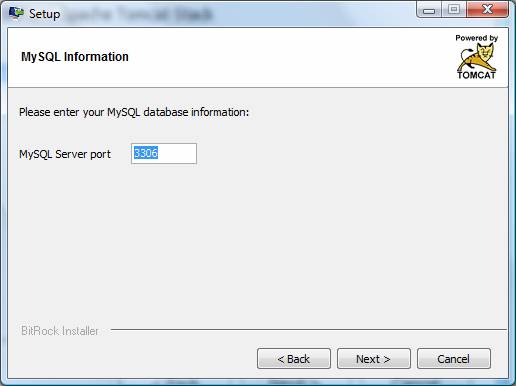 Setup
Powered by
TOMCAT
MySQL Information
Please enter your MySQL database information:
MySQL Server port 3306
BitRock Installer
< Back Next > Cancel